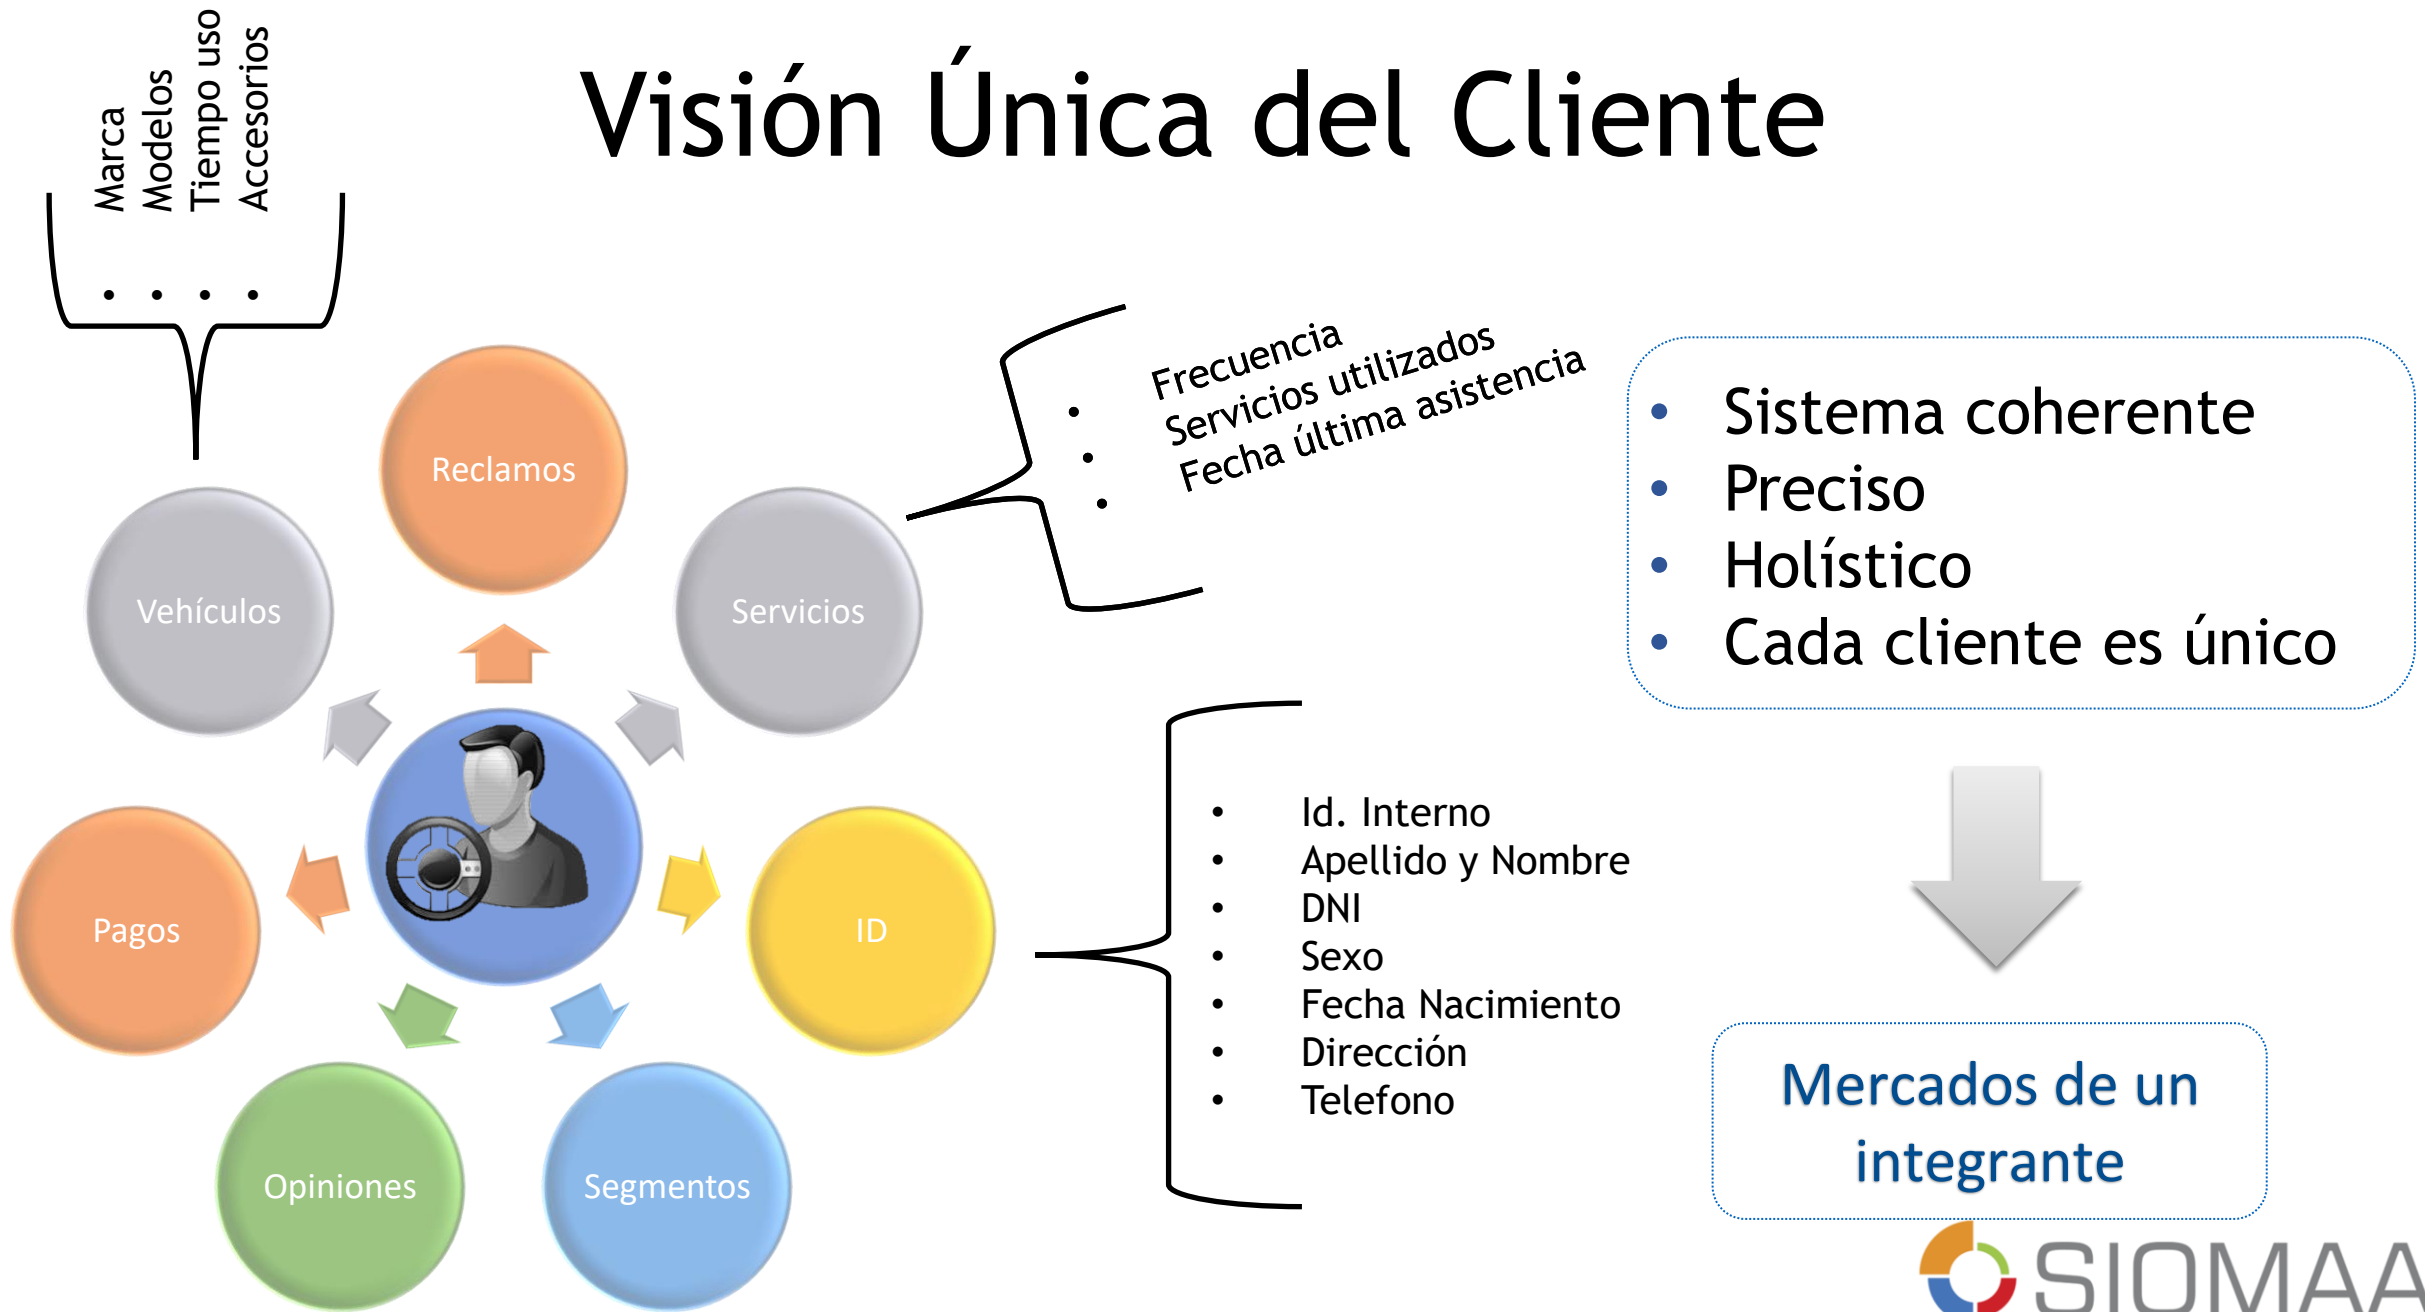 Visión Única del Cliente
Marca
Modelos
Tiempo uso
Accesorios
Reclamos
Vehículos
Servicios
Pagos
ID
Opiniones
Segmentos
Frecuencia
Servicios utilizados
Fecha última asistencia
Id. Interno
Apellido y Nombre
DNI
Sexo
Fecha Nacimiento
Dirección
Telefono
Sistema coherente
Preciso
Holístico
Cada cliente es único
Mercados de un
integrante
SIOMAA